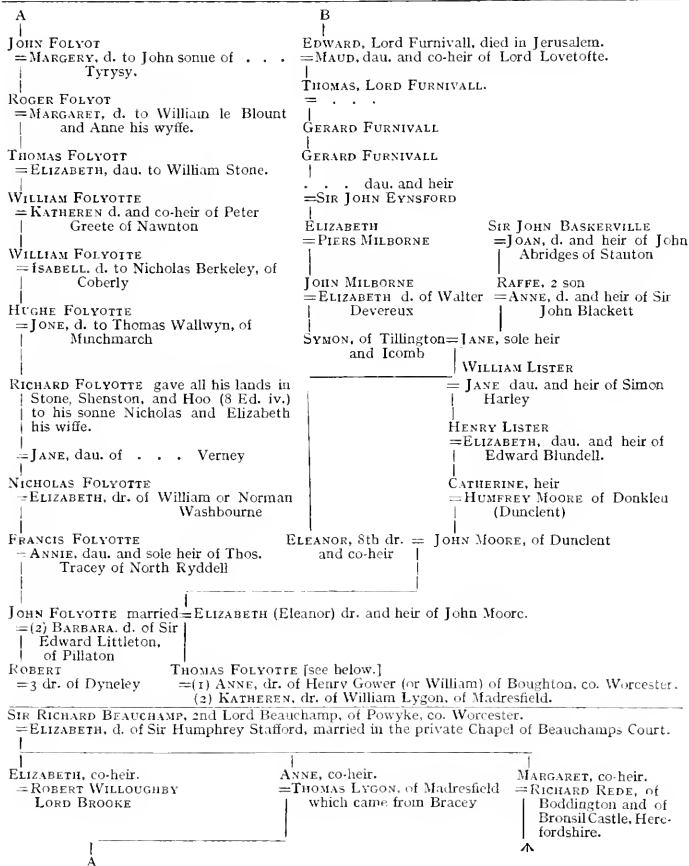 A
JOHN FOLYOT
=MARGERY, d. to John sonne of . . .
Tyrysy.
ROGER FOLYOT
=MARGARET, d. to William le Blount
and Anne his wyffe.
THOMAS FOLYOTT
=ELIZABETH, dau. to William Stone.
WILLIAM FOLYOTTE
=KATHEREN d. and co-heir of Peter
Greete of Nawnton
WILLIAM FOLYOTTE
=ISABELL. d. to Nicholas Berkeley, of
Coberly
HUGHE FOLYOTTE
=JONE, d. to Thomas Wallwyn, of
Minchmarch
RICHARD FOLYOTTE gave all his lands in
Stone, Shenston, and Hoo (8 Ed. iv.)
to his sonne Nicholas and Elizabeth
his wiffe.
=JANE, dau. of . . . Verney
NICHOLAS FOLYOTTE
=ELIZABETH, dr. of William or Norman
Washbourne
FRANCIS FOLYOTTE
=ANNIE, dau. and sole heir of Thos.
Tracey of North Ryddell
B
EDWARD, Lord Furnivall, died in Jerusalem.
=MAUD, dau. and co-heir of Lord Lovetofte.
THOMAS, LORD FURNIVALL.
= . . .
GERARD FURNIVALL
GERARD FURNIVALL
. . . dau. and heir
=SIR JOHN EYNSFORD
ELIZABETH
=PIERS MILBORNE
JOHN MILBORNE
=ELIZABETH d. of Walter
Devereux
SIR JOHN BASKERVILLE
=JOAN, d. and heir of John
Abridges of Stauton
RAFFE, 2 son
=ANNE, d. and heir of Sir
John Blackett
SYMON, of Tillington=JANE, sole heir
and Icomb
WILLIAM LISTER
= JANE dau. and heir of Simon
Harley
HENRY LISTER
=ELIZABETH, dau. and heir of
Edward Blundell.
CATHERINE, heir
=HUMFREY MOORE of Donkleu
(Dunclent)
ELEANOR, 8th dr. = JOHN MOORE, of Dunclent
and co-heir
JOHN FOLYOTTE married=ELIZABETH (Eleanor) dr. and heir of John Moore.
=(2) BARBARA. d. of Sir
Edward Littleton,
of Pillaton
ROBERT
=3 dr. of Dyneley
THOMAS FOLYOTTE [see below.]
=(1) ANNE, dr. of Henry Gower (or William) of Boughton, co. Worcester.
(2) KATHEREN, dr. of William Lygon, of Madresfield.
SIR RICHARD BEAUCHAMP, 2nd Lord Beauchamp, of Powyke, co. Worcester.
=ELIZABETH, d. of Sir Humphrey Stafford, married in the private Chapel of Beauchamps Court.
ELIZABETH, co-heir.
=ROBERT WILLOUGHBY
LORD BROOKE
ANNE, co-heir.
=THOMAS LYGON, of Madresfield
which came from Bracey
MARGARET, co-heir.
=RICHARD REDE, of
Boddington and of
Bronsil Castle, Here-
fordshire.
A